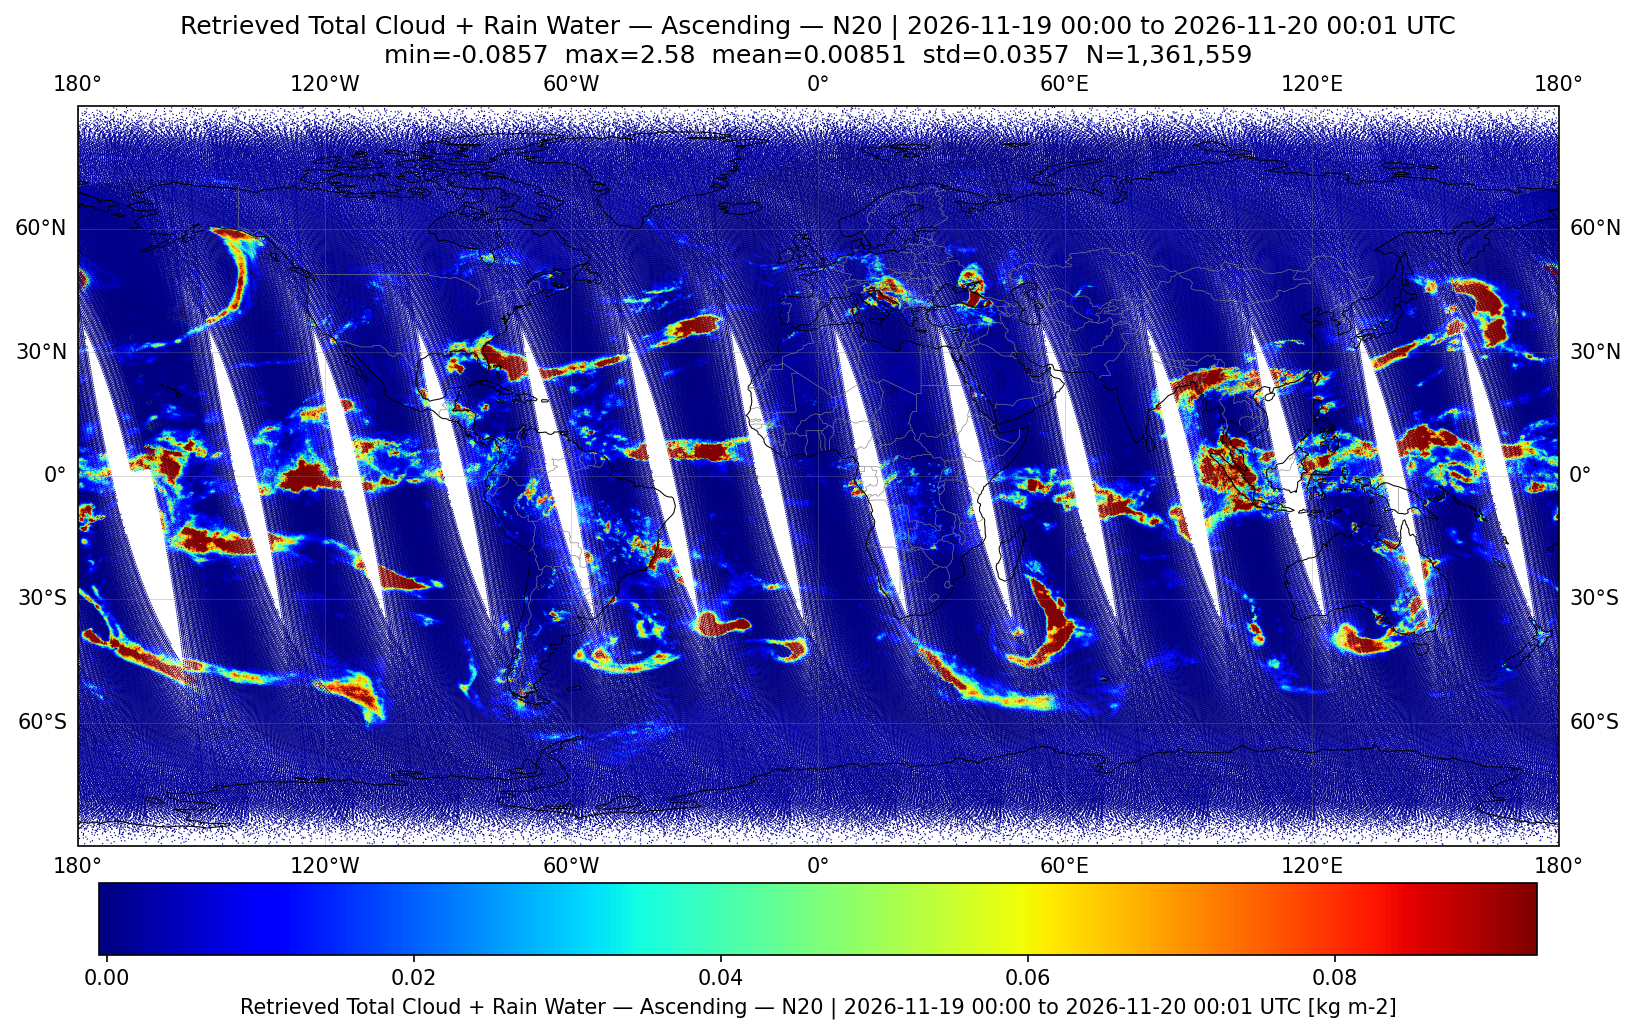 Retrieved Total Cloud + Rain Water — Ascending — N20 | 2026-11-19 00:00 to 2026-11-20 00:01 UTC
min=-0.0857 max=2.58 mean=0.00851 std=0.0357 N=1,361,559
180° 120°W 60°W 0° 60°E 120°E 180°
60°N 60°N
30°N 30°N
0° 0°
30°S 30°S
60°S 60°S
180° 120°W 60°W 0° 60°E 120°E 180°
0.00 0.02 0.04 0.06 0.08
Retrieved Total Cloud + Rain Water — Ascending — N20 | 2026-11-19 00:00 to 2026-11-20 00:01 UTC [kg m-2]